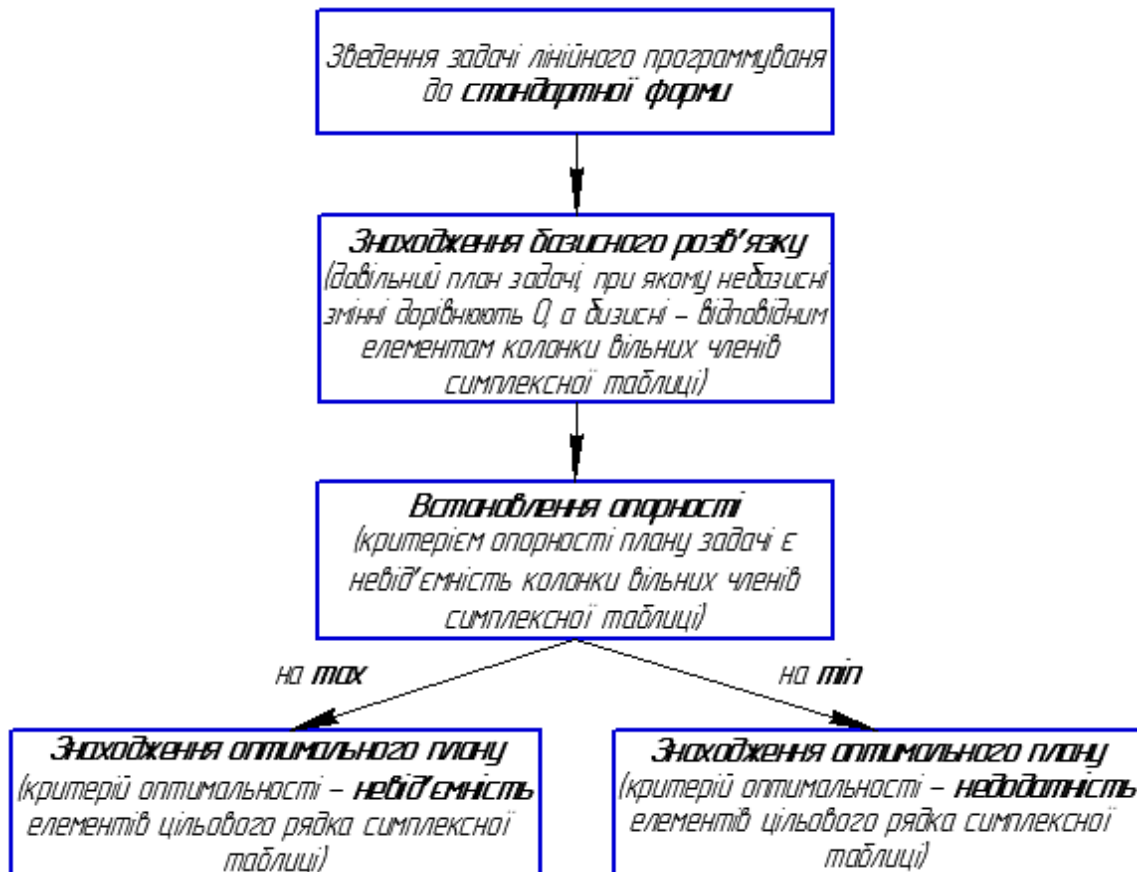 Зведення задачі лінійного программуваня
до стандартної форми
Знаходження базисного розв'язку
(довільний план задачі, при якому небазисні
змінні дорівнюють 0, а бизисні – відповідним
елементам колонки вільних членів
симплексної таблиці)
Встановлення опорності
(критерієм опорності плану задачі є
невід'ємність колонки вільних членів
симплексної таблиці)
на max
на min
Знаходження оптимального плану
(критерій оптимальності – невід'ємність
елементів цільового рядка симплексної
таблиці)
Знаходження оптимального плану
(критерій оптимальності – недодатність
елементів цільового рядка симплексної
таблиці)